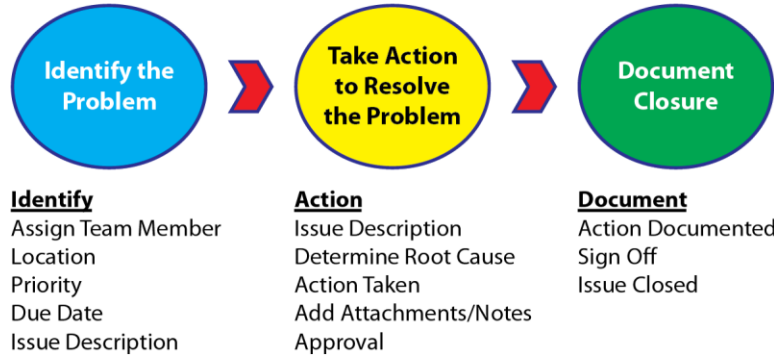 Identify the
Problem
Take Action
to Resolve
the Problem
Document
Closure
Identify
Assign Team Member
Location
Priority
Due Date
Issue Description
Action
Issue Description
Determine Root Cause
Action Taken
Add Attachments/Notes
Approval
Document
Action Documented
Sign Off
Issue Closed